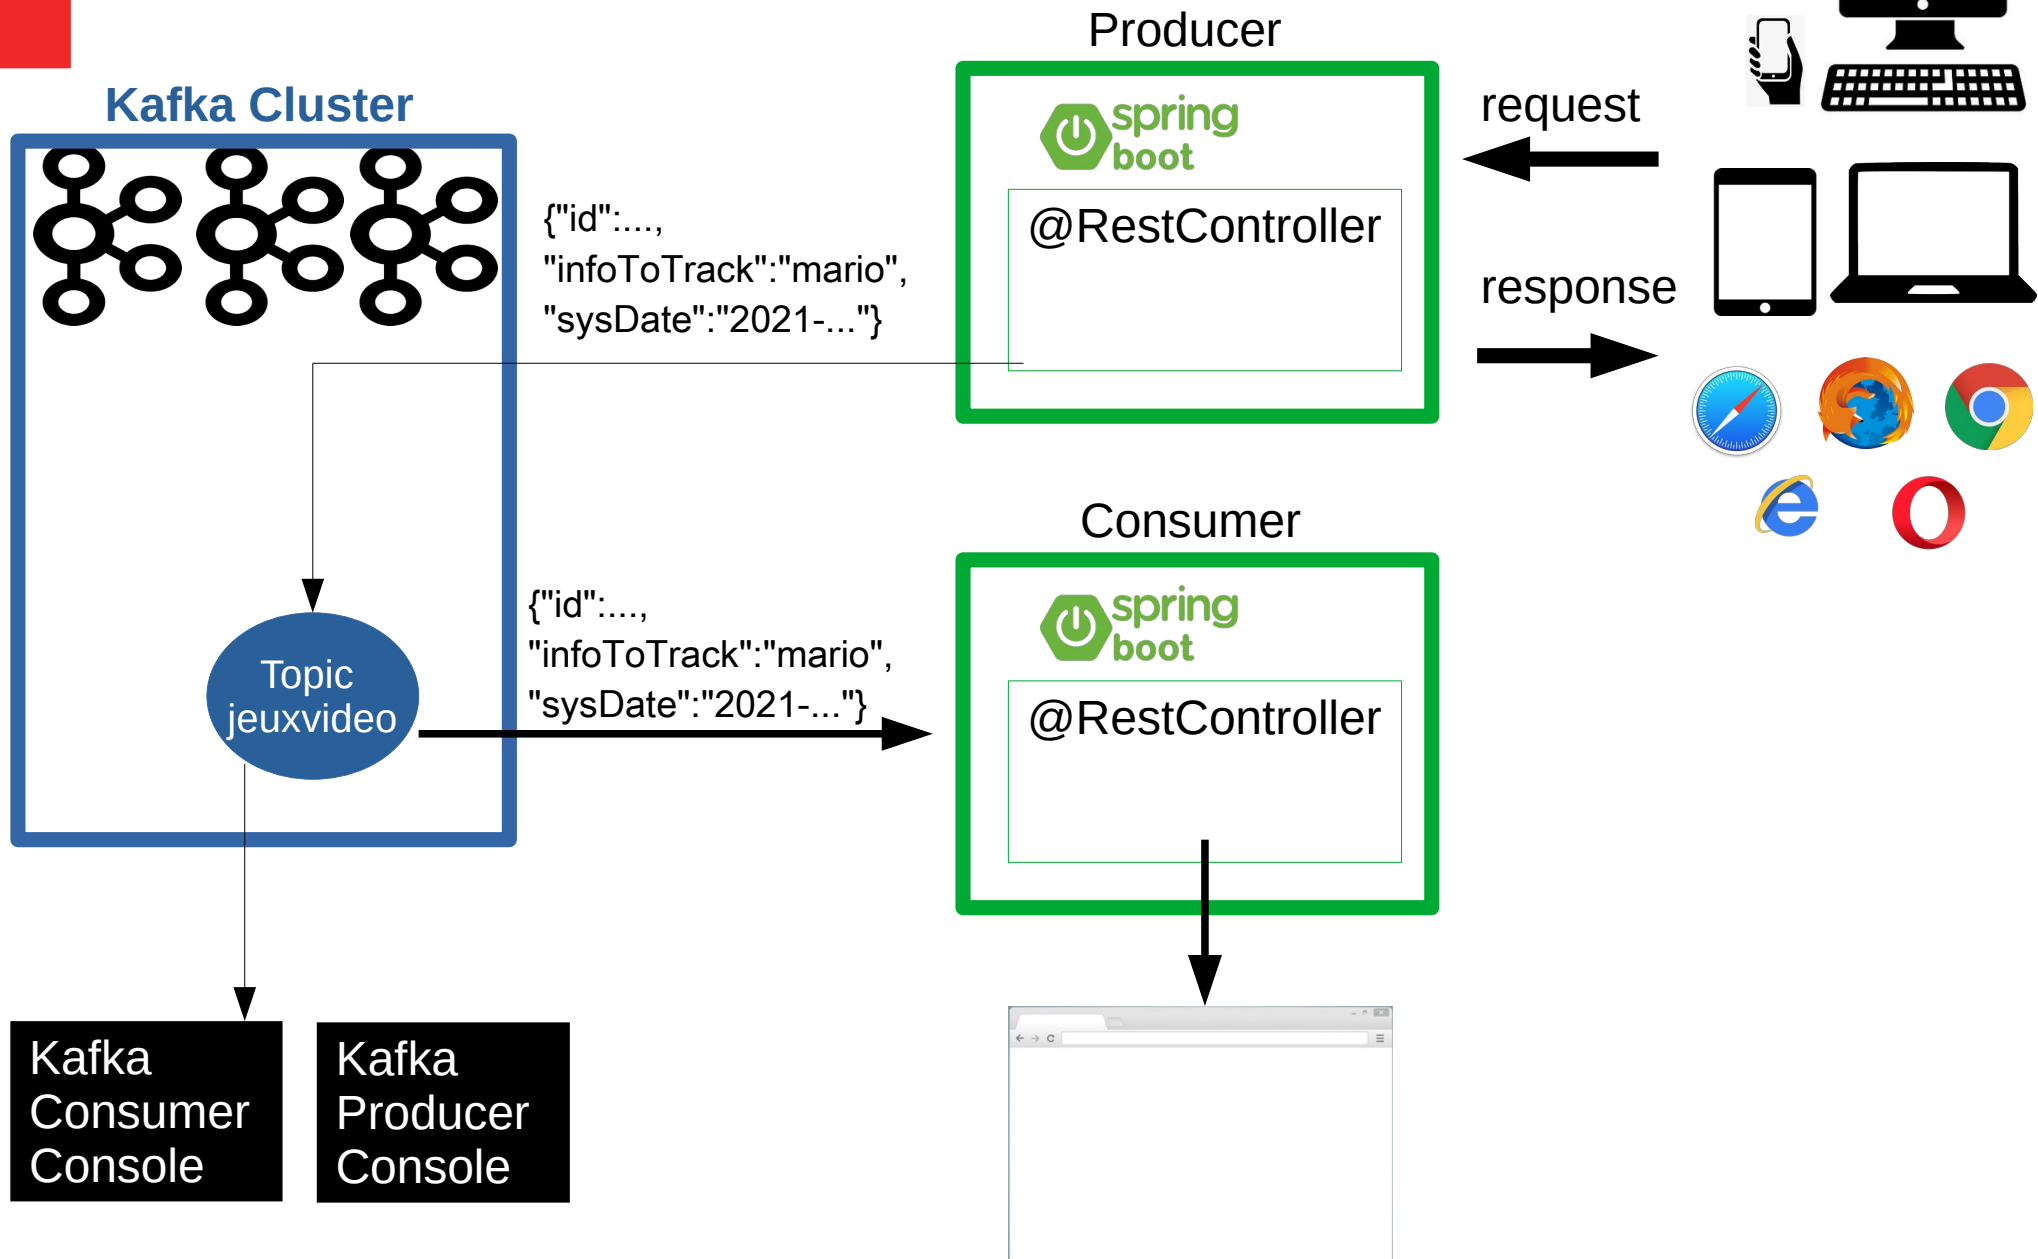 Producer
Kafka Cluster
spring
boot
request
{"id":...,
"infoToTrack":"mario",
"sysDate":"2021-..."}
@RestController
response
Consumer
spring
boot
{"id":...,
"infoToTrack":"mario",
"sysDate":"2021-..."}
Topic
jeuxvideo
@RestController
Kafka
Consumer
Console
Kafka
Producer
Console